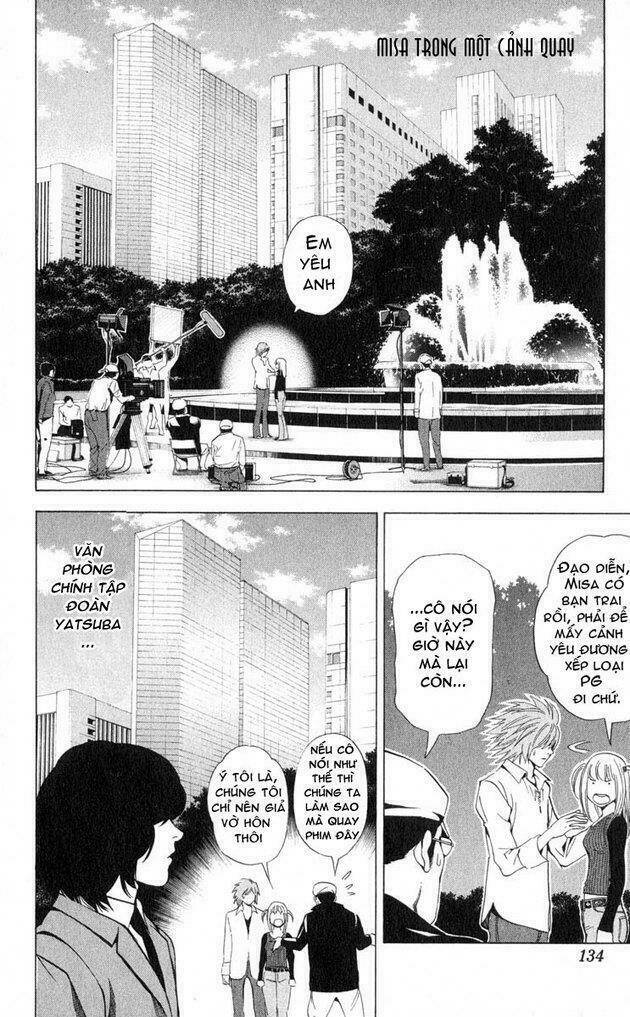 MISA TRONG MỘT CẢNH QUAY
EM
YÊU
ANH
ĐẠO DIỄN,
MISA CÓ
BẠN TRAI
RỒI, PHẢI ĐỂ
MẤY CẢNH
YÊU ĐƯƠNG
XẾP LOẠI
PG
ĐI CHỨ.
...CÔ NÓI
GÌ VẬY?
GIỜ NÀY
MÀ LẠI
CÒN...
VĂN
PHÒNG
CHÍNH TẬP
ĐOÀN
YATSUBA
...
NẾU CÔ
NÓI NHƯ
THẾ THÌ
CHÚNG TA
LÀM SAO
MÀ QUAY
PHIM ĐÂY
Ý TÔI LÀ,
CHÚNG TÔI
CHỈ NÊN GIẢ
VỜ HÔN
THÔI
134